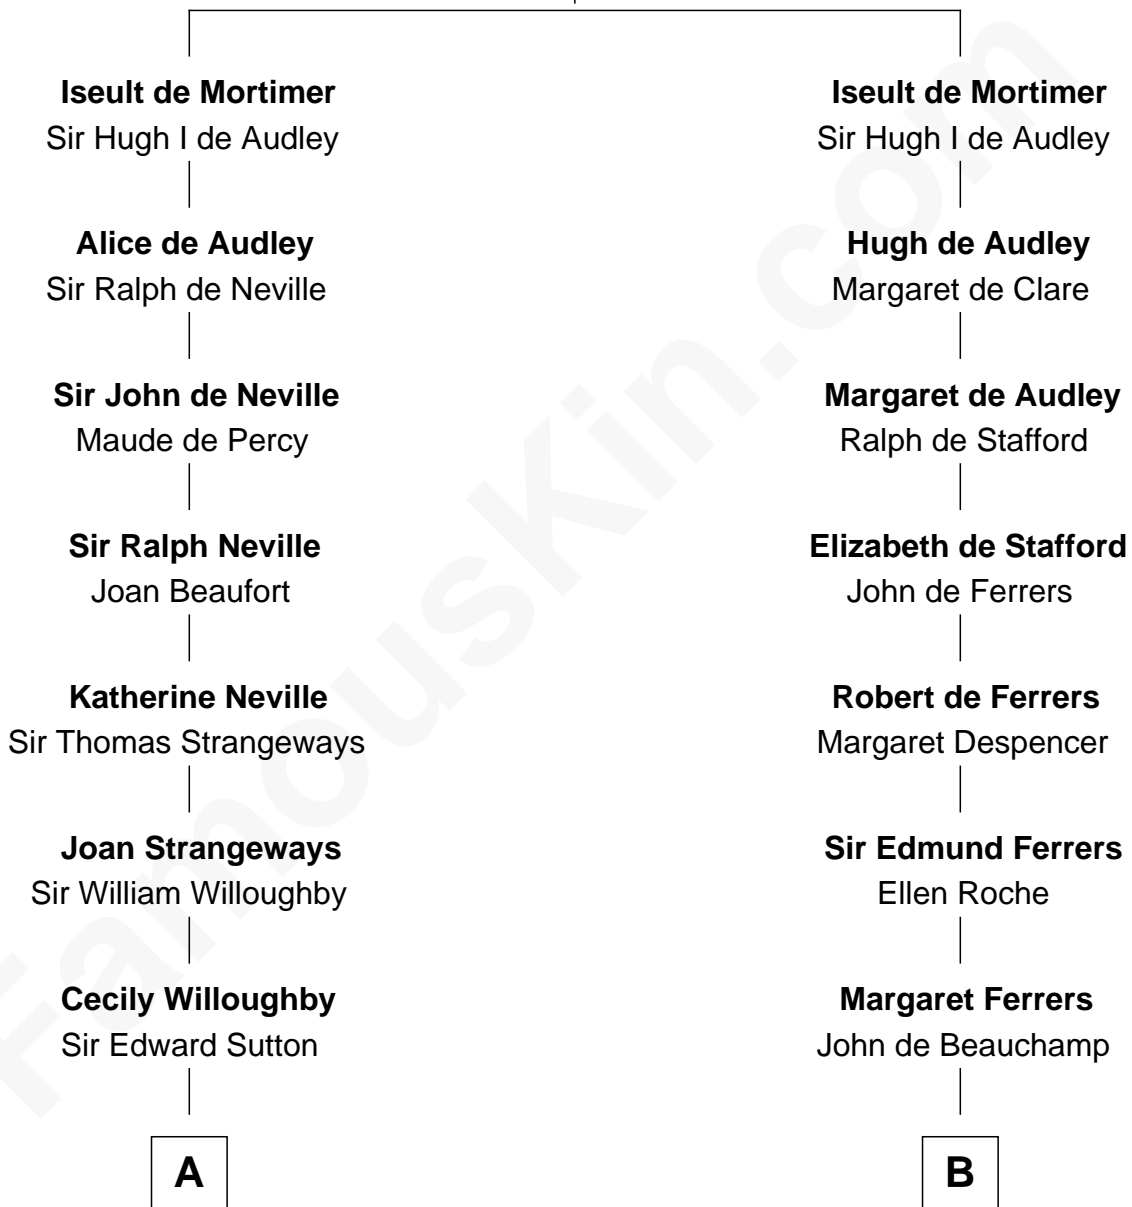 Iseult de Mortimer
Sir Hugh I de Audley
Alice de Audley
Sir Ralph de Neville
Sir John de Neville
Maude de Percy
Sir Ralph Neville
Joan Beaufort
Katherine Neville
Sir Thomas Strangeways
Joan Strangeways
Sir William Willoughby
Cecily Willoughby
Sir Edward Sutton
A
Iseult de Mortimer
Sir Hugh I de Audley
Hugh de Audley
Margaret de Clare
Margaret de Audley
Ralph de Stafford
Elizabeth de Stafford
John de Ferrers
Robert de Ferrers
Margaret Despencer
Sir Edmund Ferrers
Ellen Roche
Margaret Ferrers
John de Beauchamp
B
FamousKin.com